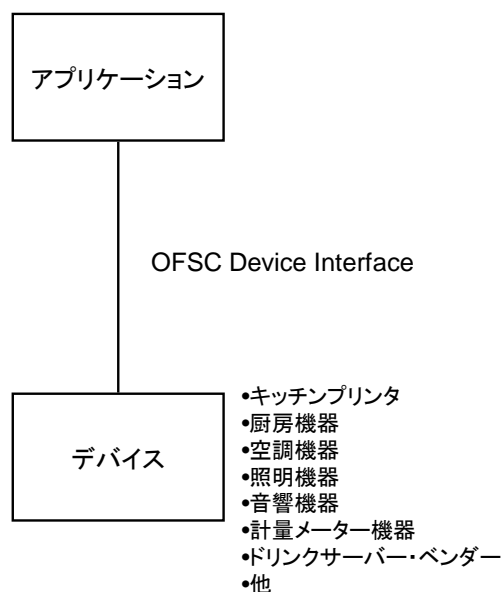 アプリケーション
OFSC Device Interface
デバイス
•キッチンプリンタ
•厨房機器
•空調機器
•照明機器
•音響機器
•計量メーター機器
•ドリンクサーバー・ベンダー
•他